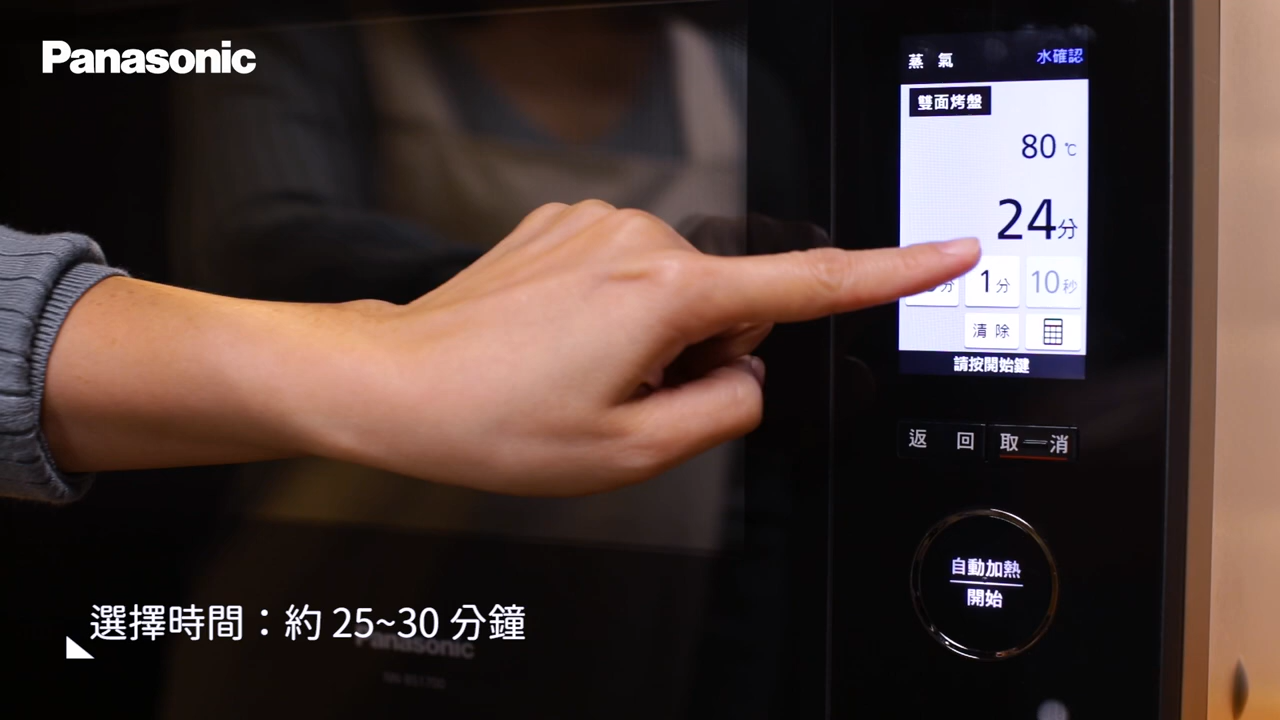 Panasonic
蒸氣 水確認
雙面烤盤
80℃
24分
分 1分 10秒
清除
請按開始鍵
返回 取消
自動加熱
開始
選擇時間：約 25~30 分鐘
Panasonic